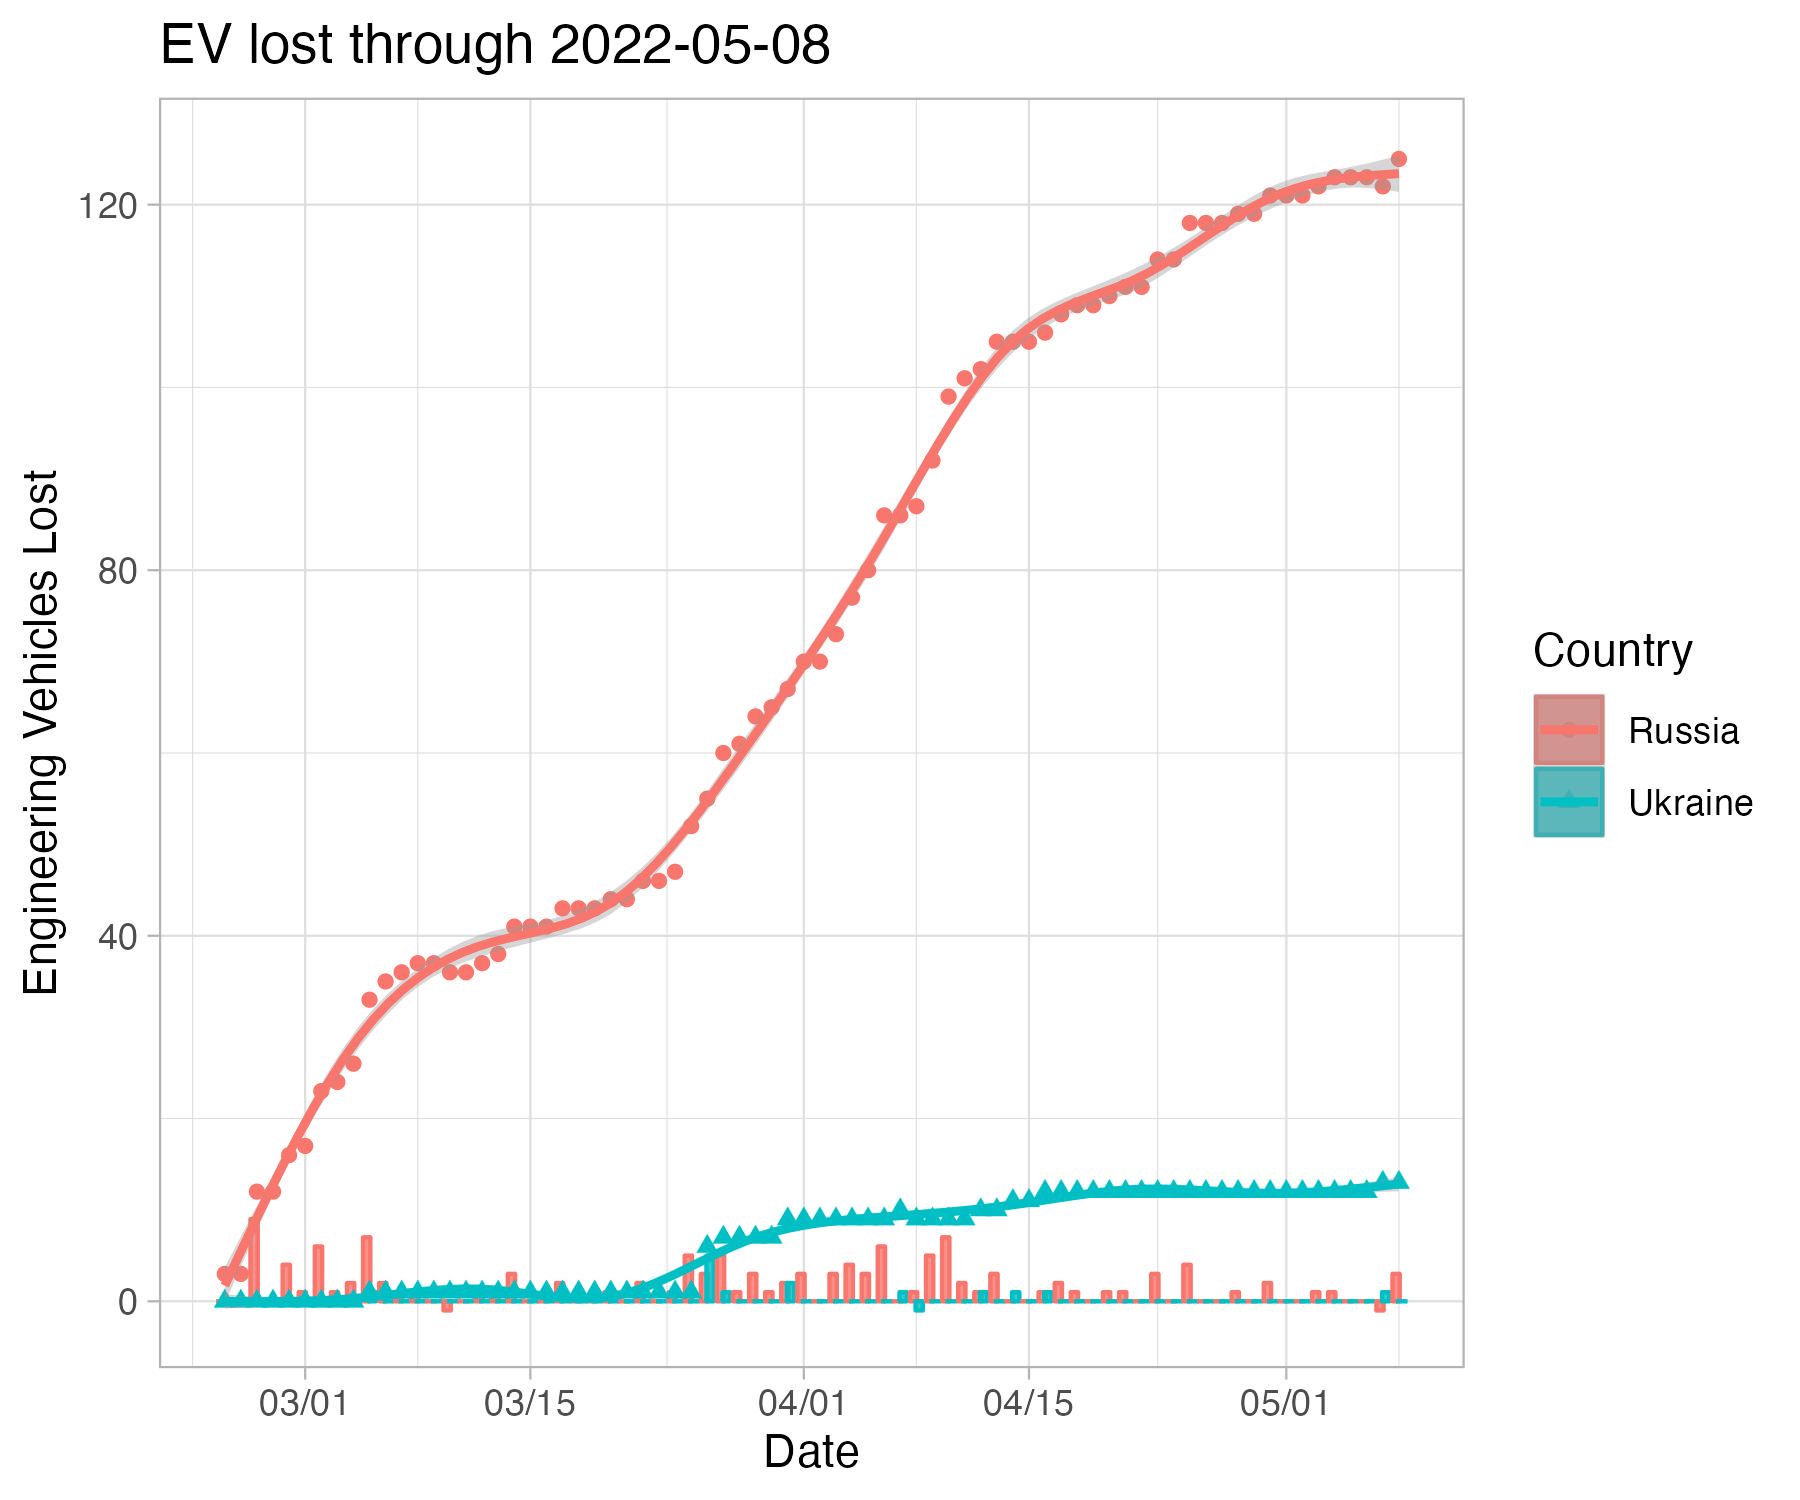 EV lost through 2022-05-08
Engineering Vehicles Lost
120
80
40
0
03/01
03/15
04/01
04/15
05/01
Date
Country
Russia
Ukraine